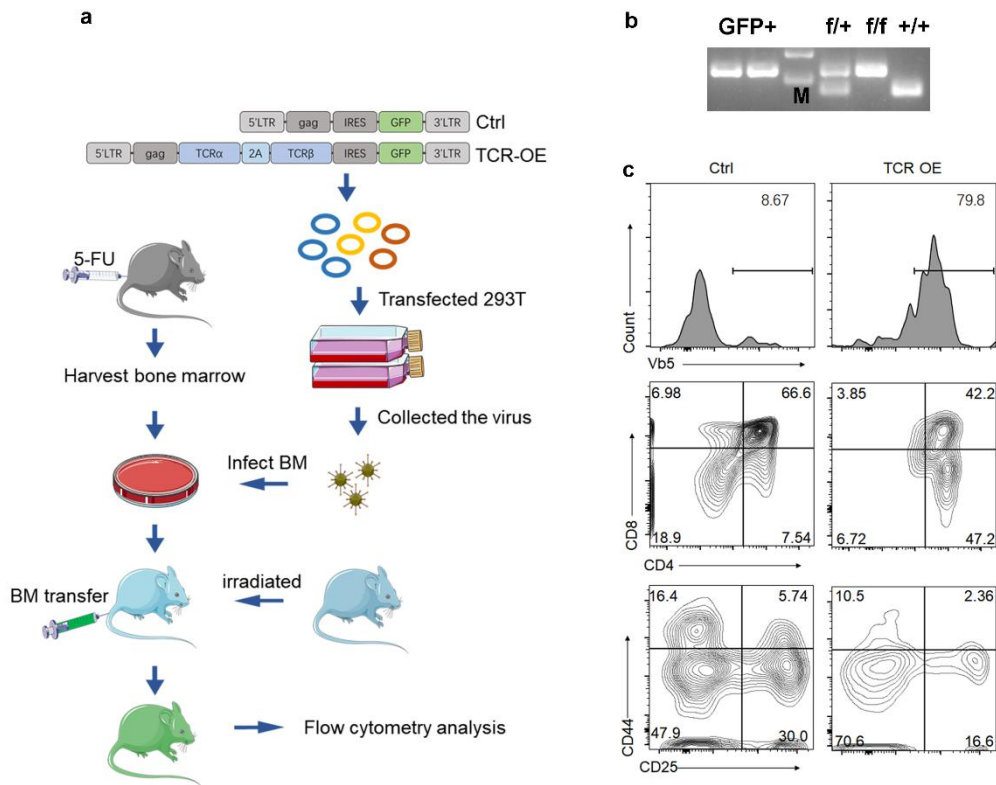 a
5'LTR gag IRES GFP 3'LTR Ctrl
5'LTR gag TCRα 2A TCRβ IRES GFP 3'LTR TCR-OE
5-FU
Transfected 293T
Harvest bone marrow
Collected the virus
Infect BM
BM transfer
irradiated
Flow cytometry analysis
b
GFP+ f/+ f/f +/+
M
c
Ctrl TCR OE
8.67 79.8
Count
Vb5
6.98 66.6 3.85 42.2
18.9 7.54 6.72 47.2
CD8
CD4
16.4 5.74 10.5 2.36
47.9 30.0 70.6 16.6
CD44
CD25